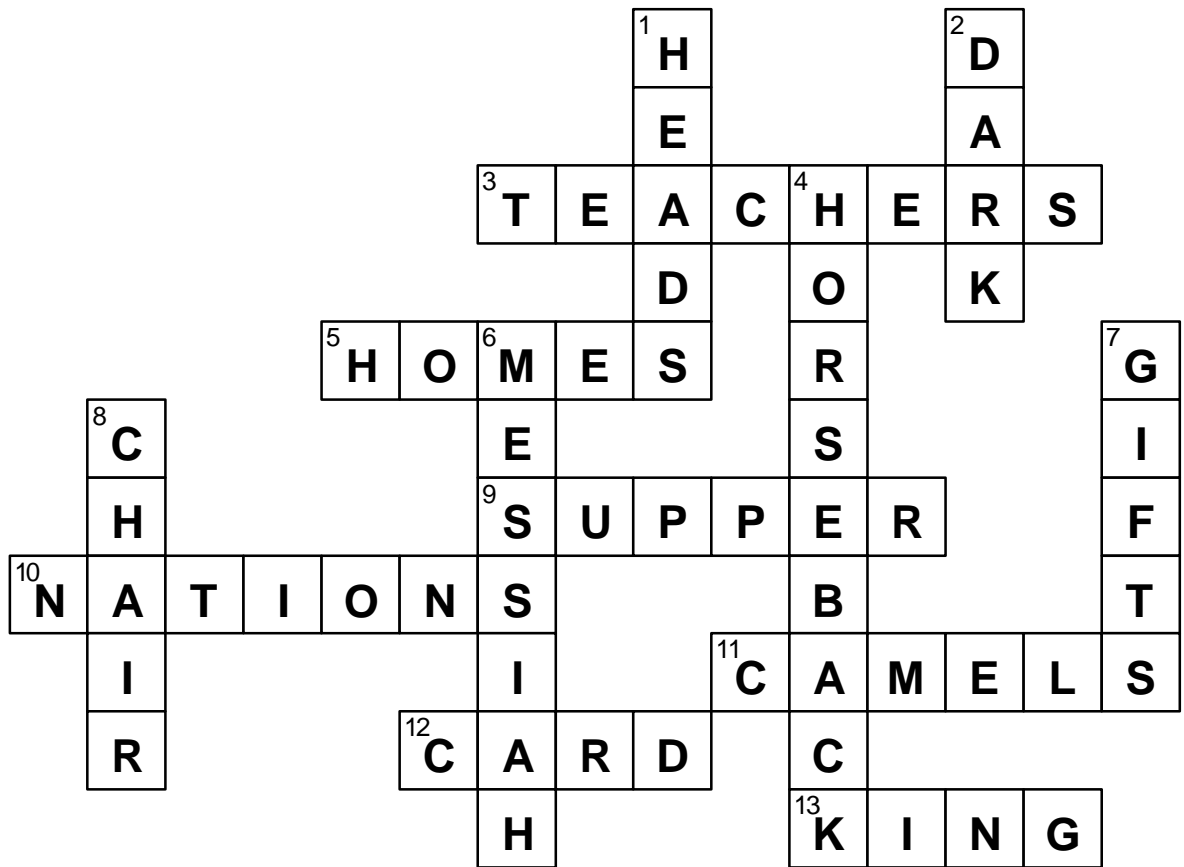 1 H 2 D
E A
3 T E A C 4 H E R S
D O K
5 H O 6 M E S R 7 G
8 C E S I
H 9 S U P P E R F
10 N A T I O N S B T
I I 11 C A M E L S
R 12 C A R D C
H 13 K I N G